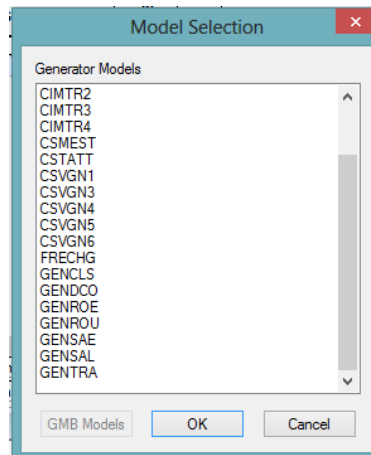 Model Selection
Generator Models
CIMTR2
CIMTR3
CIMTR4
CSMEST
CSTATT
CSVGN1
CSVGN3
CSVGN4
CSVGN5
CSVGN6
FRECHG
GENCLS
GENDCO
GENROE
GENROU
GENSAE
GENSAL
GENTRA
GMB Models OK Cancel